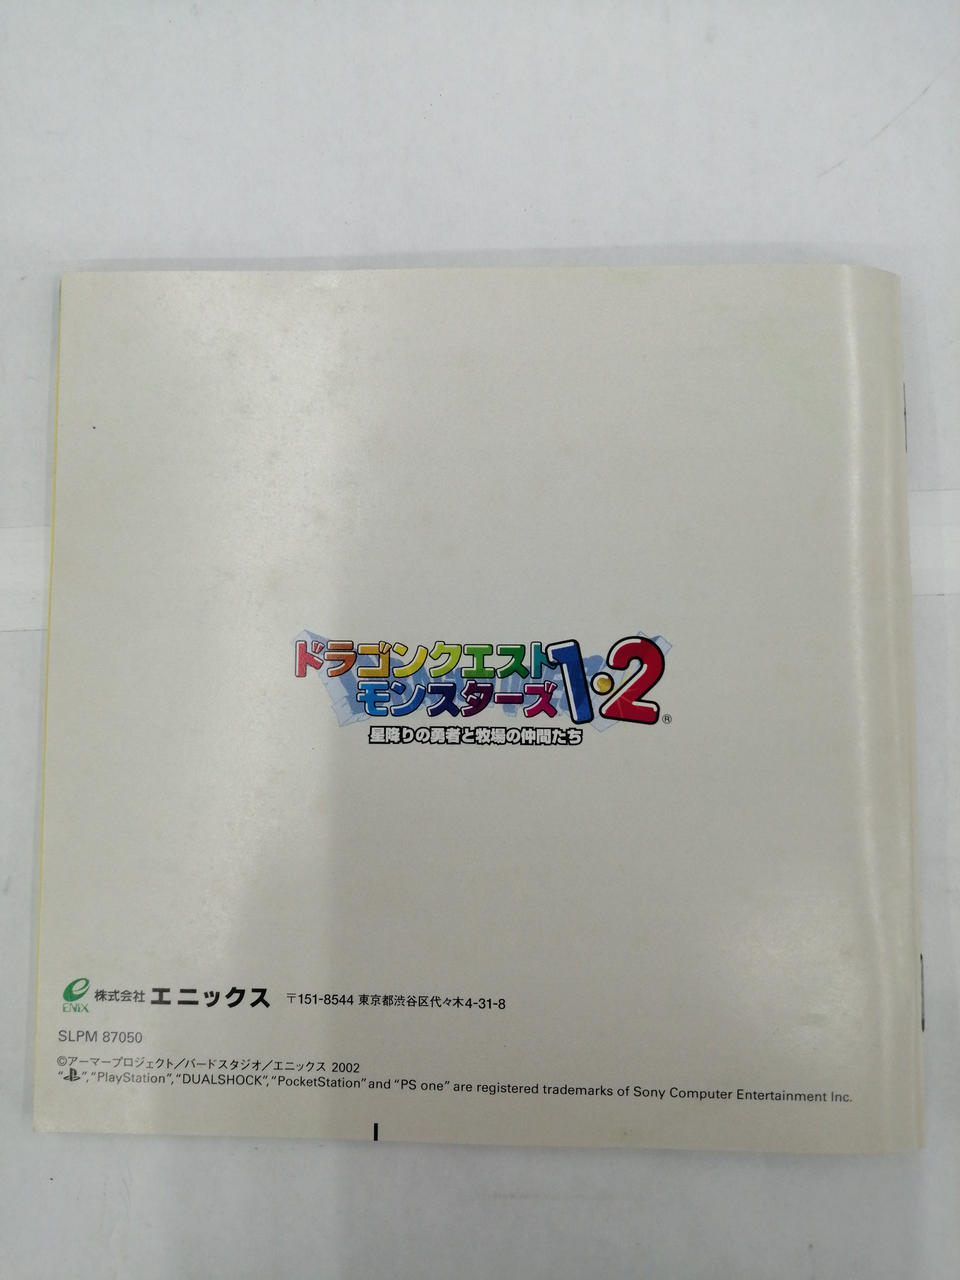 ドラゴンクエスト
モンスターズ1・2®
星降りの勇者と牧場の仲間たち
e ENIX 株式会社 エニックス 〒151-8544 東京都渋谷区代々木4-31-8
SLPM 87050
©アーマープロジェクト／バードスタジオ／エニックス 2002
“PS”, “PlayStation”, “DUALSHOCK”, “PocketStation” and “PS one” are registered trademarks of Sony Computer Entertainment Inc.